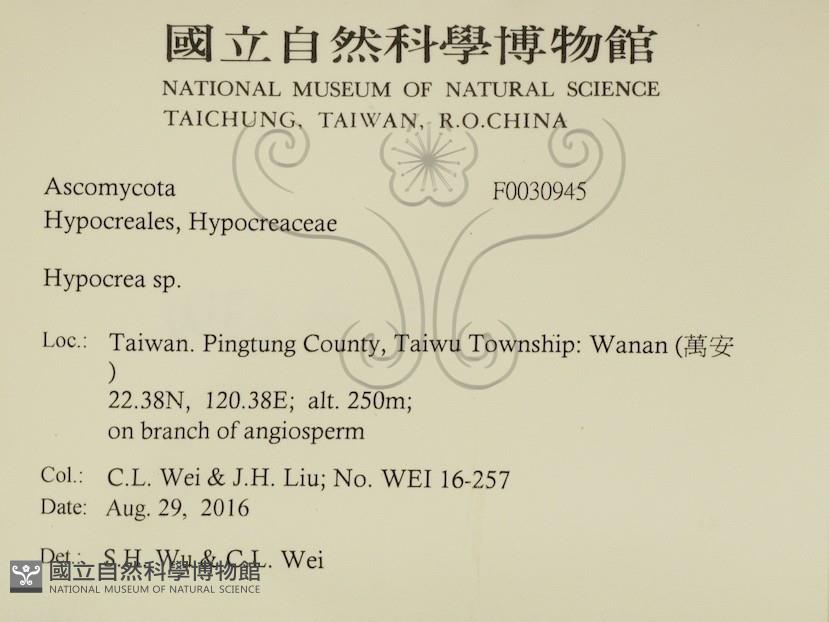 國立自然科學博物館
NATIONAL MUSEUM OF NATURAL SCIENCE
TAICHUNG, TAIWAN, R.O.CHINA
Ascomycota F0030945
Hypocreales, Hypocreaceae
Hypocrea sp.
Loc.: Taiwan. Pingtung County, Taiwu Township: Wanan (萬安
)
22.38N, 120.38E; alt. 250m;
on branch of angiosperm
Col.: C.L. Wei & J.H. Liu; No. WEI 16-257
Date: Aug. 29, 2016
Det.: S.H. Wu & C.L. Wei
國立自然科學博物館
NATIONAL MUSEUM OF NATURAL SCIENCE